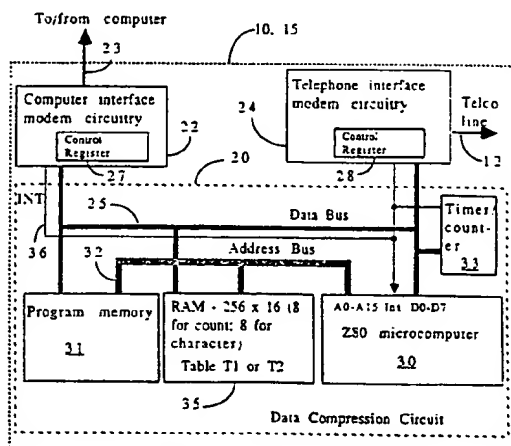 To/from computer
23
10, 15
Computer interface
modem circuitry
Control
Register
27
22
Telephone interface
modem circuitry
Control
Register
28
24
Telco
line
12
20
INT
25
Data Bus
36
32
Address Bus
Timer/
count-
er
33
Program memory
31
RAM - 256 x 16 (8
for count; 8 for
character)
Table T1 or T2
35
A0-A15 Int D0-D7
Z80 microcomputer
30
Data Compression Circuit